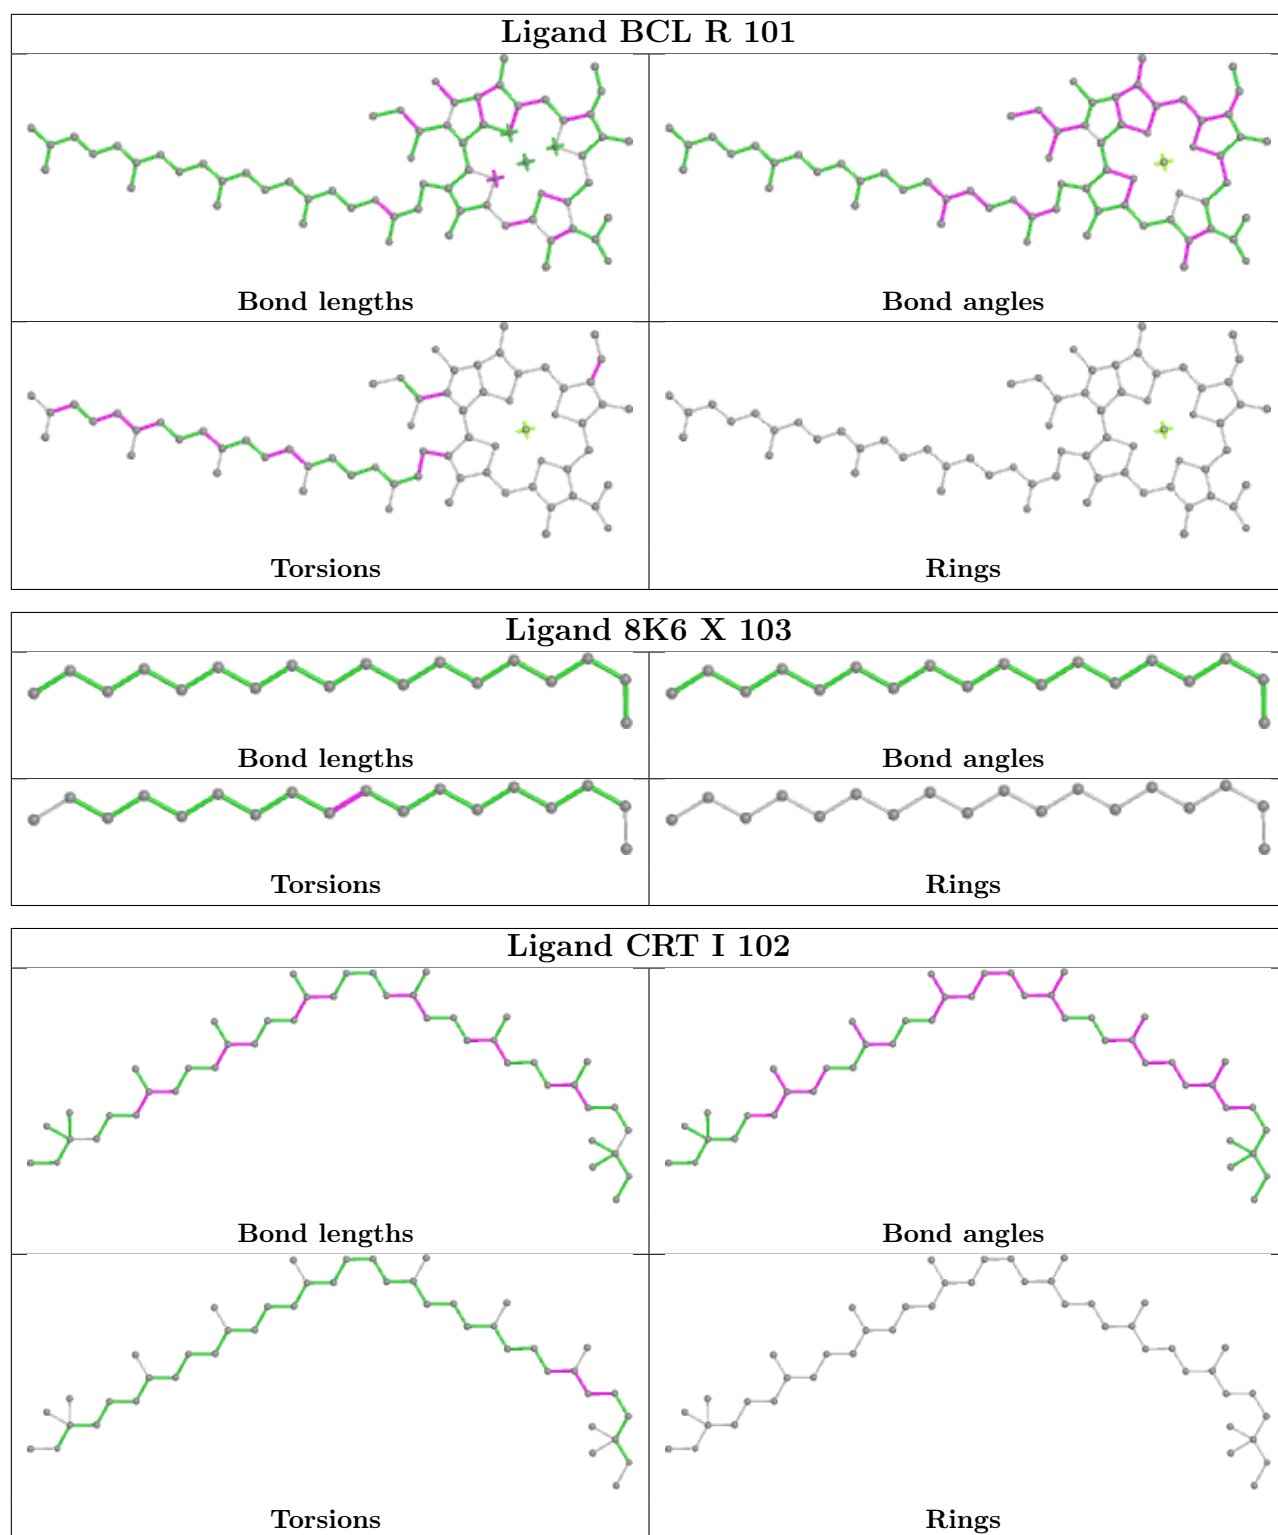 Ligand BCL R 101
Bond lengths
Bond angles
Torsions
Rings
Ligand 8K6 X 103
Bond lengths
Bond angles
Torsions
Rings
Ligand CRT I 102
Bond lengths
Bond angles
Torsions
Rings